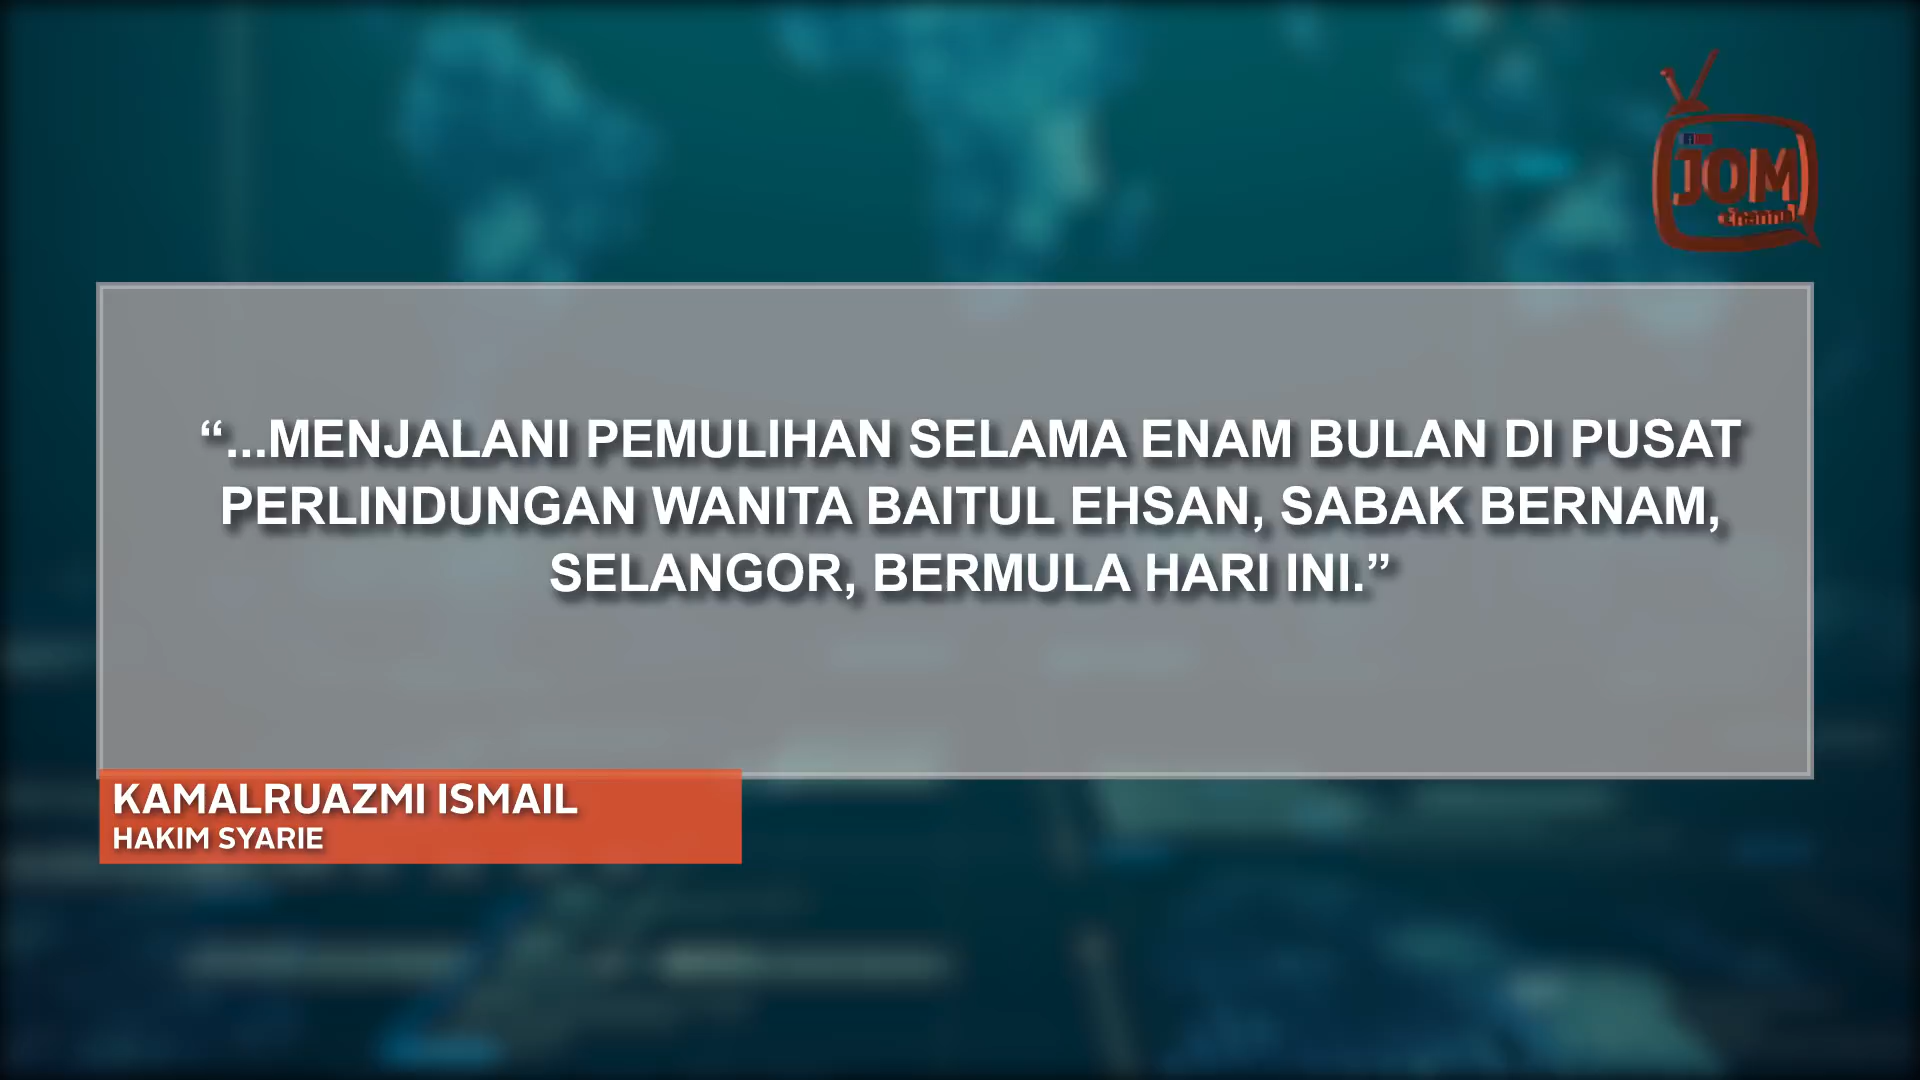 JOM
Channel
“...MENJALANI PEMULIHAN SELAMA ENAM BULAN DI PUSAT
PERLINDUNGAN WANITA BAITUL EHSAN, SABAK BERNAM,
SELANGOR, BERMULA HARI INI.”
KAMALRUAZMI ISMAIL
HAKIM SYARIE